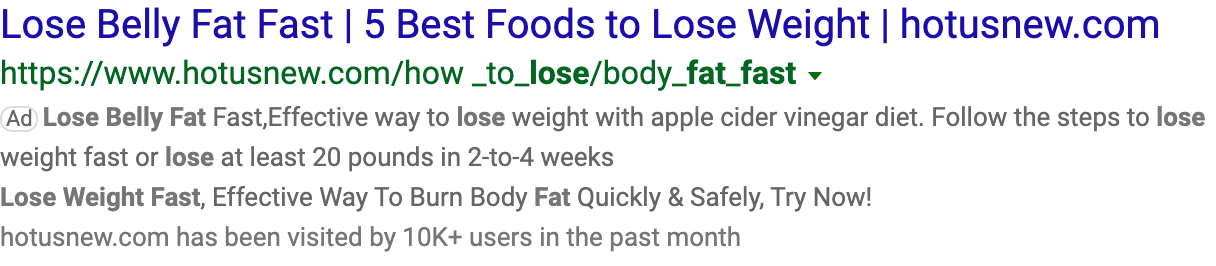 Lose Belly Fat Fast | 5 Best Foods to Lose Weight | hotusnew.com
https://www.hotusnew.com/how _to_lose/body_fat_fast
Ad Lose Belly Fat Fast,Effective way to lose weight with apple cider vinegar diet. Follow the steps to lose
weight fast or lose at least 20 pounds in 2-to-4 weeks
Lose Weight Fast, Effective Way To Burn Body Fat Quickly & Safely, Try Now!
hotusnew.com has been visited by 10K+ users in the past month